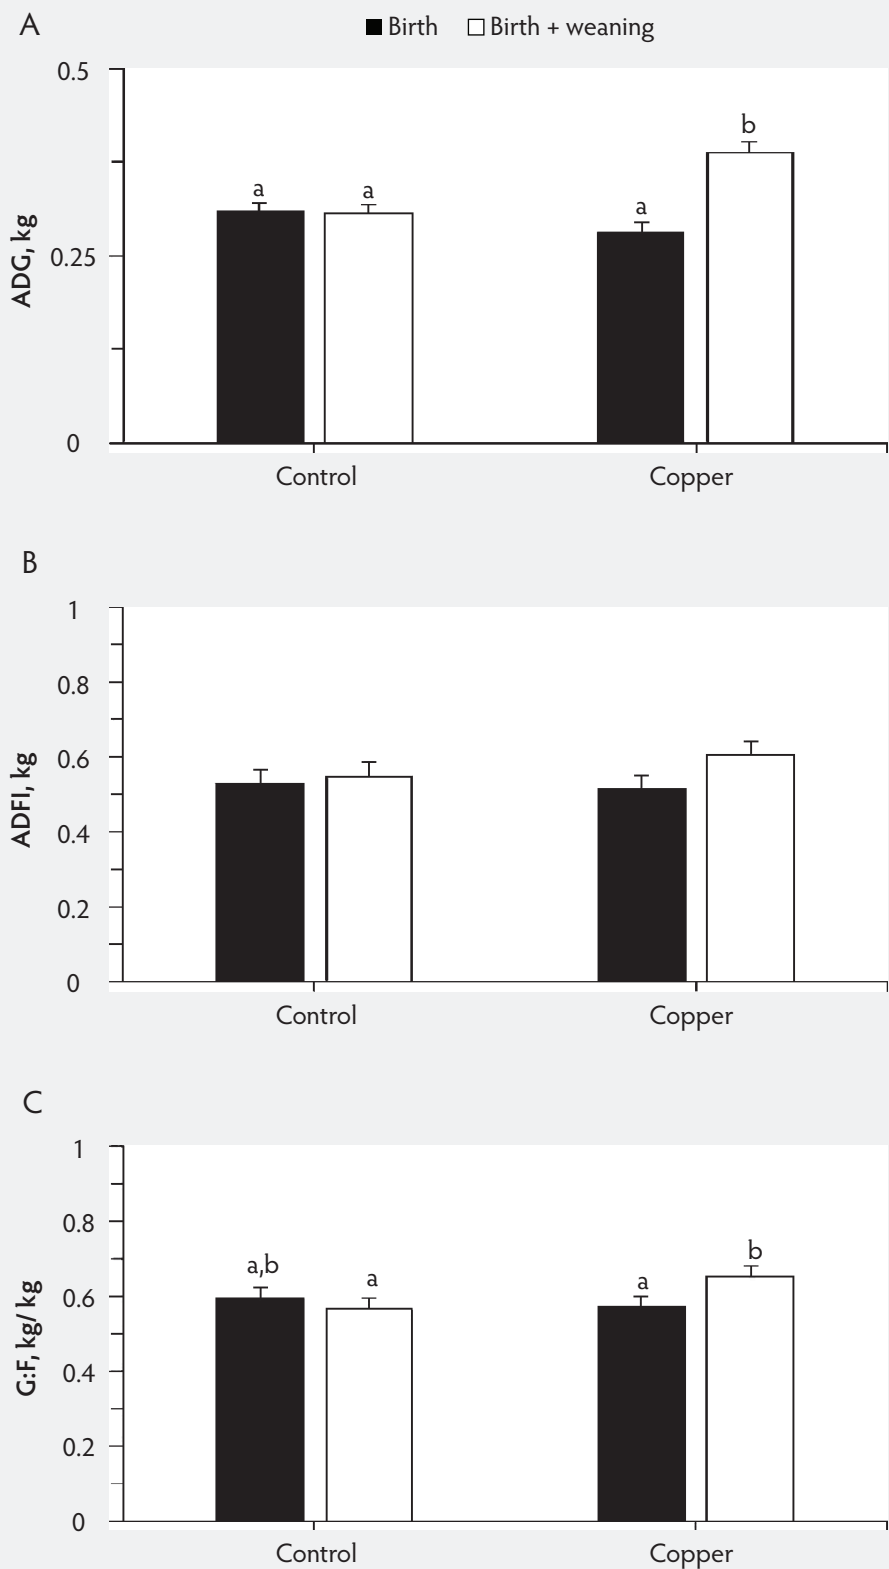 A
Birth Birth + weaning
0.5
b
a a a
0.25
ADG, kg
0
Control Copper
B
1
0.8
0.6
0.4
0.2
0
ADFI, kg
Control Copper
C
1
0.8
a,b a a b
0.6
0.4
0.2
0
G:F, kg/ kg
Control Copper